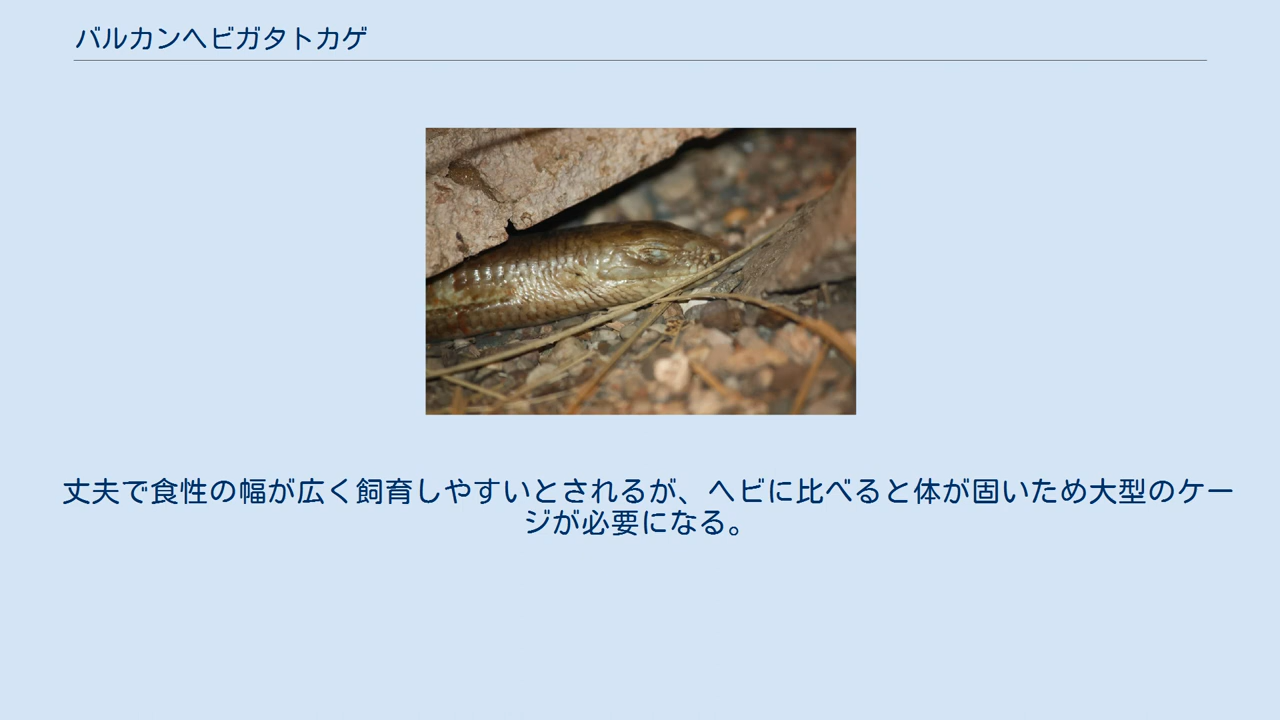 バルカンヘビガタトカゲ
丈夫で食性の幅が広く飼育しやすいとされるが、ヘビに比べると体が固いため大型のケー
ジが必要になる。